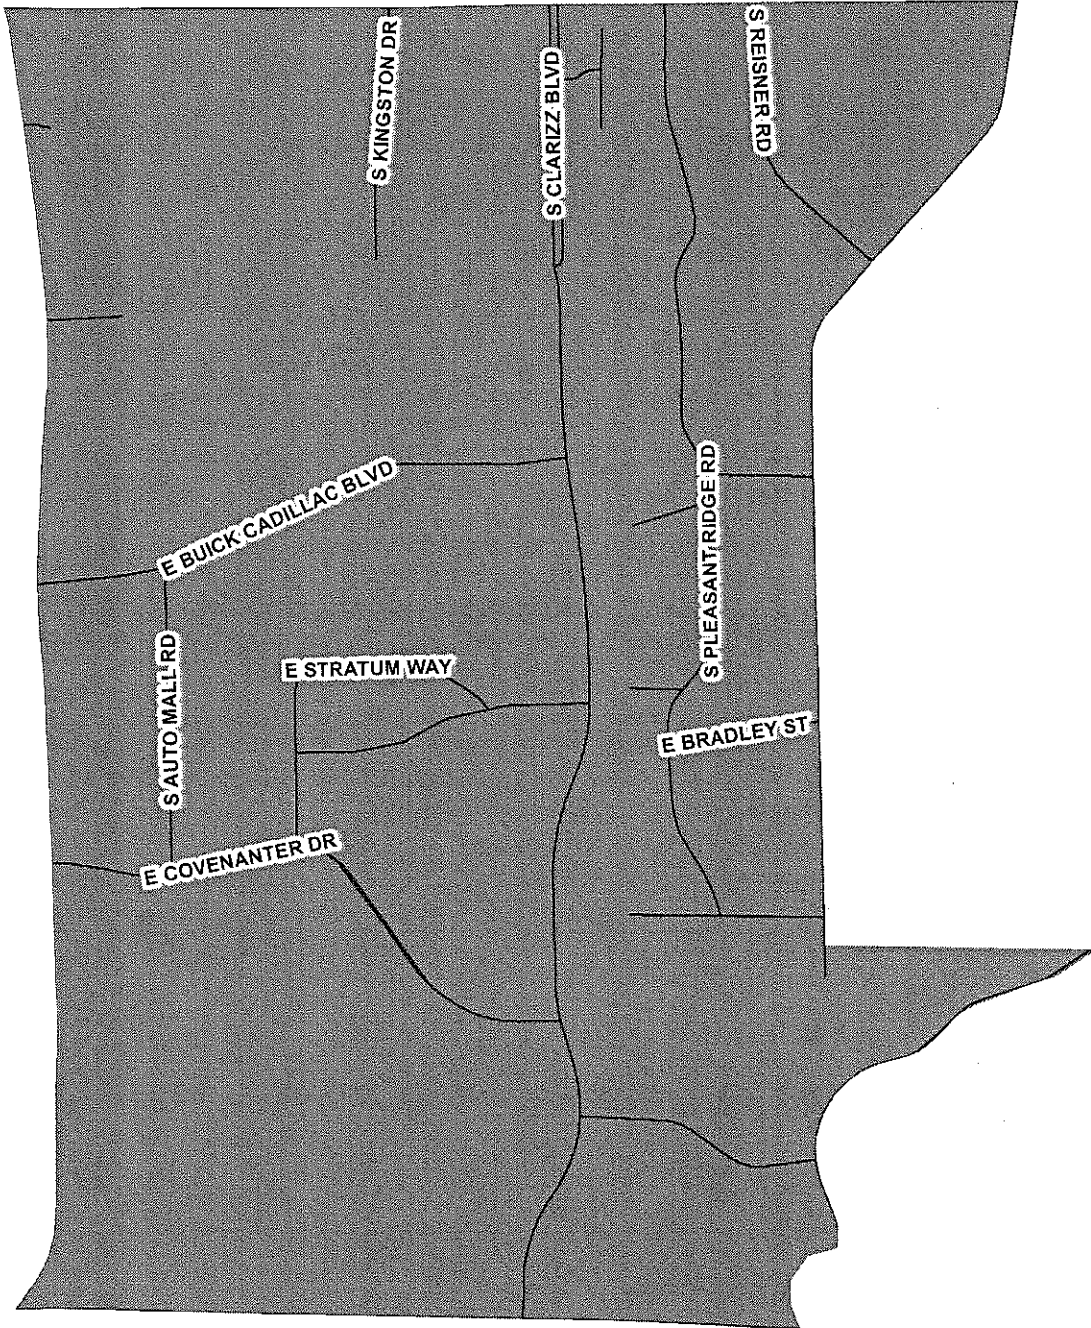 S KINGSTON DR
S CLARIZZ BLVD
S REISNER RD
E BUICK CADILLAC BLVD
S PLEASANT RIDGE RD
S AUTO MALL RD
E STRATUM WAY
E BRADLEY ST
E COVENANTER DR